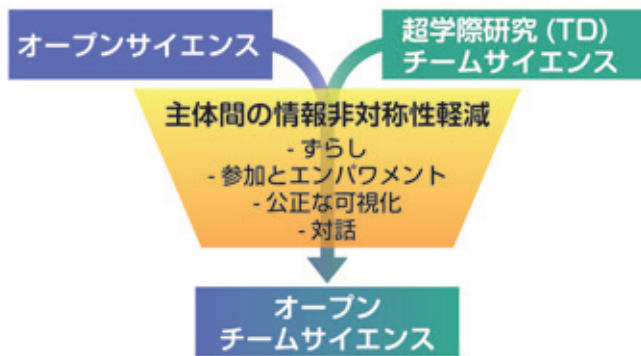 オープンサイエンス
超学際研究 (TD)
チームサイエンス
主体間の情報非対称性軽減
- ずらし
- 参加とエンパワメント
- 公正な可視化
- 対話
オープン
チームサイエンス